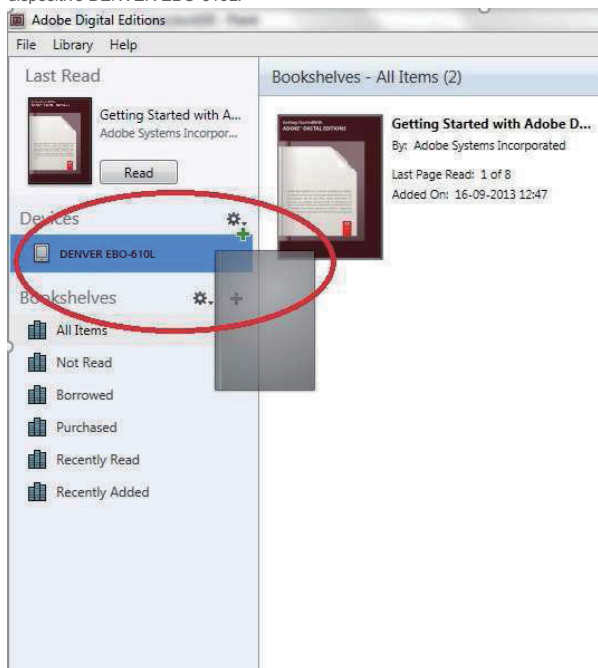 dispositivo DENVER EBO-610L.
Adobe Digital Editions
File Library Help
Last Read
Getting Started with A...
Adobe Systems Incorpor...
Read
Devices
DENVER EBO-610L
Bookshelves
All Items
Not Read
Borrowed
Purchased
Recently Read
Recently Added
Bookshelves - All Items (2)
Getting Started with Adobe D...
By: Adobe Systems Incorporated
Last Page Read: 1 of 8
Added On: 16-09-2013 12:47